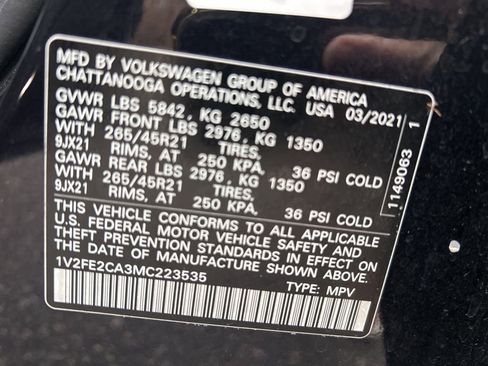 MFD BY VOLKSWAGEN GROUP OF AMERICA
CHATTANOOGA OPERATIONS, LLC. USA 03/2021
GVWR LBS 5842, KG 2650
GAWR FRONT LBS 2976, KG 1350
WITH 265/45R21 TIRES,
9JX21 RIMS, AT 250 KPA, 36 PSI COLD
GAWR REAR LBS 2976, KG 1350
WITH 265/45R21 TIRES,
9JX21 RIMS, AT 250 KPA, 36 PSI COLD
THIS VEHICLE CONFORMS TO ALL APPLICABLE
U.S. FEDERAL MOTOR VEHICLE SAFETY AND
THEFT PREVENTION STANDARDS IN EFFECT ON
THE DATE OF MANUFACTURE SHOWN ABOVE.
1V2FE2CA3MC223535
TYPE: MPV
1149063 1